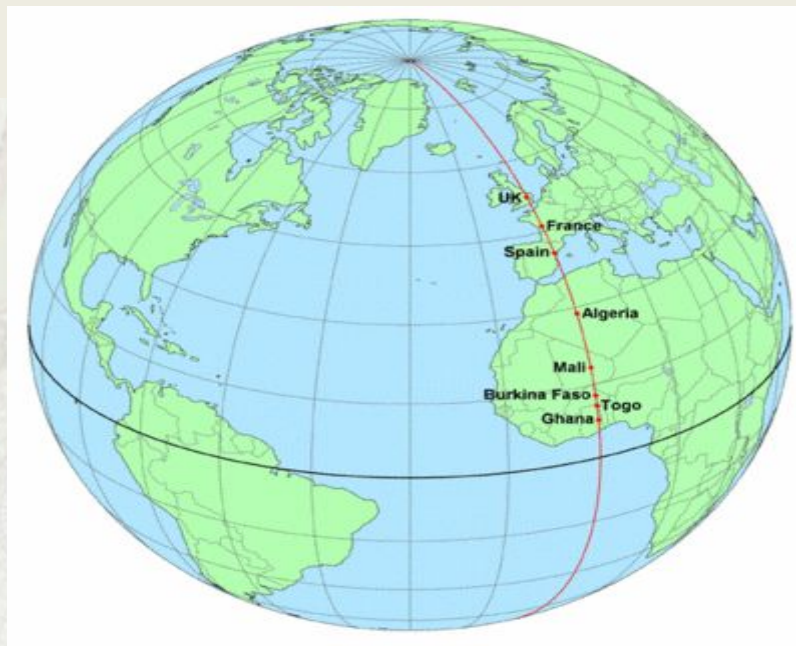 UK
France
Spain
Algeria
Mali
Burkina Faso
Togo
Ghana